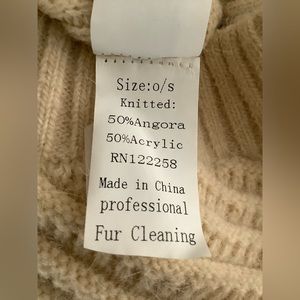 Size:o/s
Knitted:
50%Angora
50%Acrylic
RN122258
Made in China
professional
Fur Cleaning